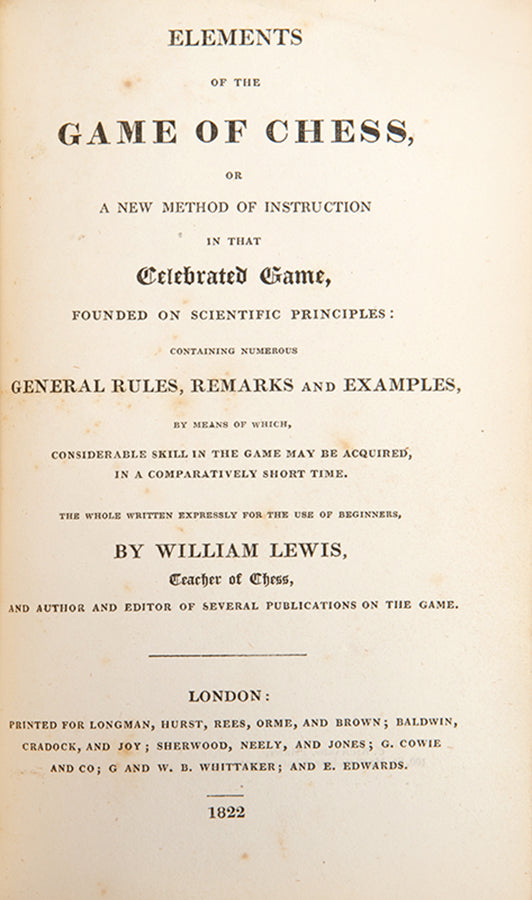 ELEMENTS
OF THE
GAME OF CHESS,
OR
A NEW METHOD OF INSTRUCTION
IN THAT
Celebrated Game,
FOUNDED ON SCIENTIFIC PRINCIPLES:
CONTAINING NUMEROUS
GENERAL RULES, REMARKS AND EXAMPLES,
BY MEANS OF WHICH,
CONSIDERABLE SKILL IN THE GAME MAY BE ACQUIRED,
IN A COMPARATIVELY SHORT TIME.
THE WHOLE WRITTEN EXPRESSLY FOR THE USE OF BEGINNERS,
BY WILLIAM LEWIS,
Teacher of Chess,
AND AUTHOR AND EDITOR OF SEVERAL PUBLICATIONS ON THE GAME.
LONDON:
PRINTED FOR LONGMAN, HURST, REES, ORME, AND BROWN; BALDWIN,
CRADOCK, AND JOY; SHERWOOD, NEELY, AND JONES; G. COWIE
AND CO; G AND W. B. WHITTAKER; AND E. EDWARDS.
1822